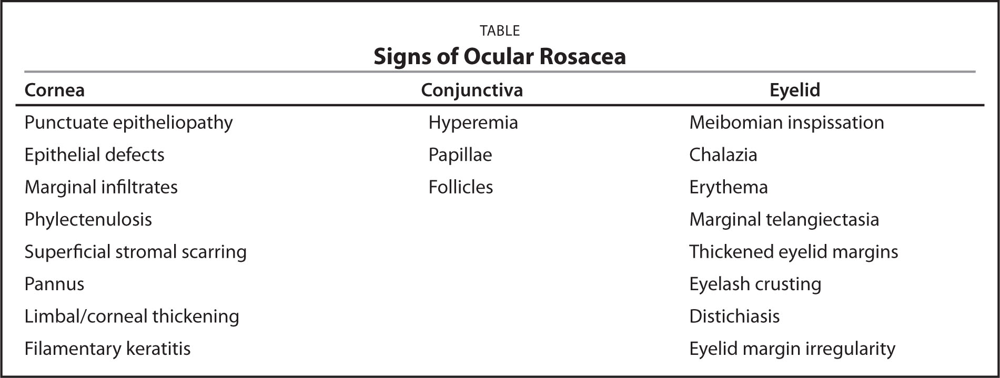 TABLE
Signs of Ocular Rosacea
Cornea Conjunctiva Eyelid
Punctuate epitheliopathy Hyperemia Meibomian inspissation
Epithelial defects Papillae Chalazia
Marginal infiltrates Follicles Erythema
Phylectenulosis Marginal telangiectasia
Superficial stromal scarring Thickened eyelid margins
Pannus Eyelash crusting
Limbal/corneal thickening Distichiasis
Filamentary keratitis Eyelid margin irregularity